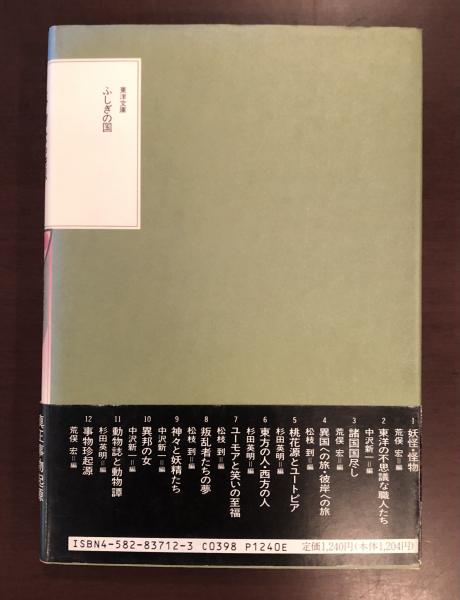 東洋文庫
ふしぎの国
1 妖怪・怪物
荒俣 宏=編
2 東洋の不思議な職人たち
中沢新一=編
3 諸国国尽し
荒俣 宏=編
4 異国への旅・彼岸への旅
松枝 到=編
5 桃花源とユートピア
杉田英明=編
6 東方の人・西方の人
杉田英明=編
7 ユーモアと笑いの至福
松枝 到=編
8 叛乱者たちの夢
松枝 到=編
9 神々と妖精たち
中沢新一=編
10 異邦の女
中沢新一=編
11 動物誌と動物譚
杉田英明=編
12 事物珍起源
荒俣 宏=編
ISBN4-582-83712-3 C0398 P1240E
定価1,240円(本体1,204円)